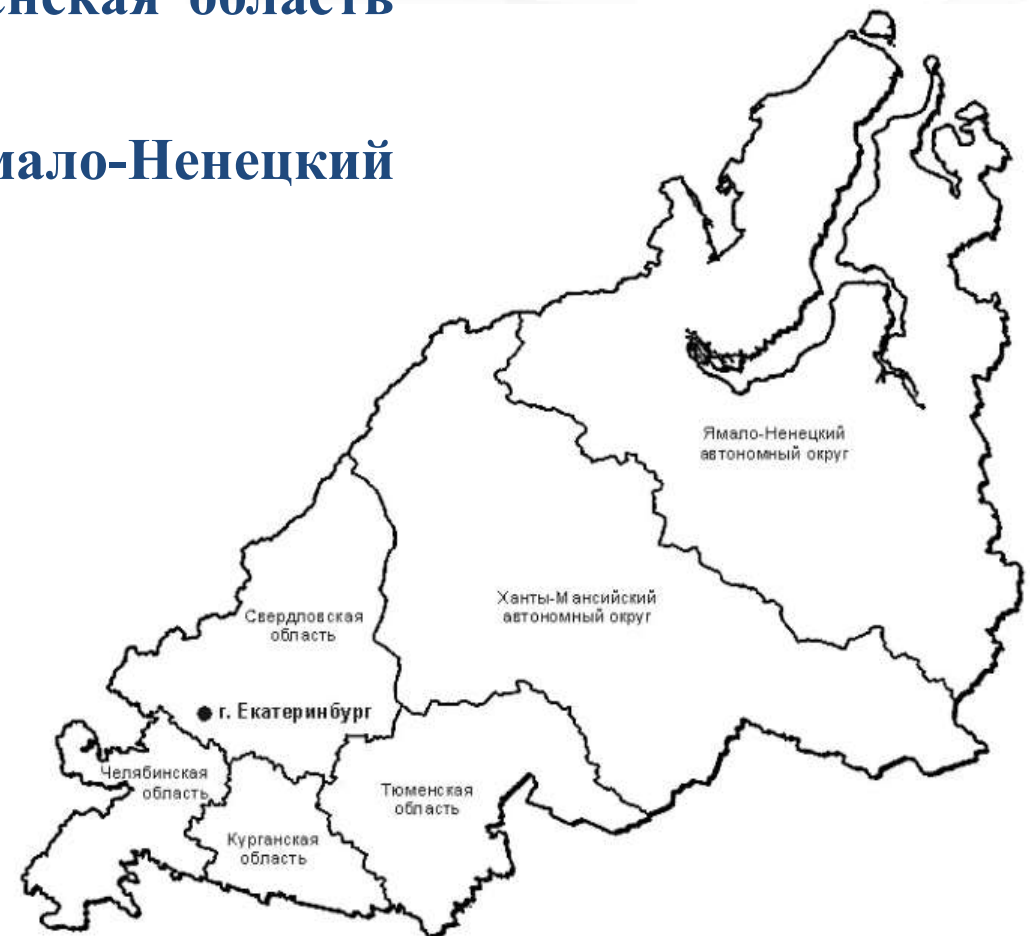 енская область
мало-Ненецкий
Ямало-Ненецкий
автономный округ
Ханты-Мансийский
автономный округ
Свердловская
область
г. Екатеринбург
Челябинская
область
Тюменская
область
Курганская
область